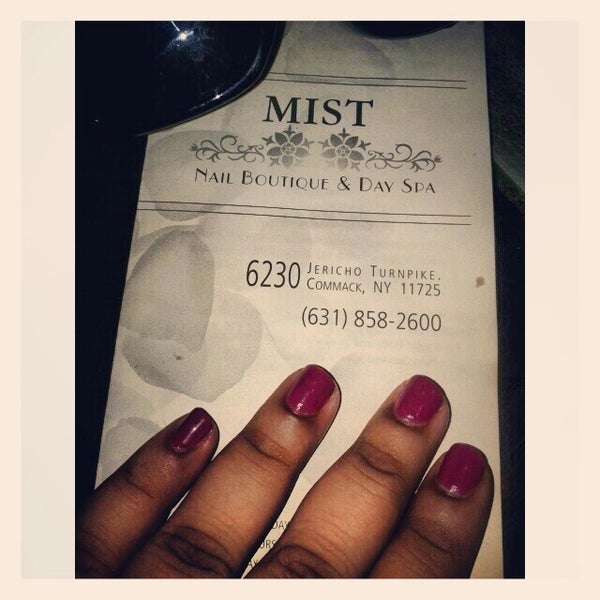 MIST
NAIL BOUTIQUE & DAY SPA
6230 JERICHO TURNPIKE.
COMMACK, NY 11725
(631) 858-2600